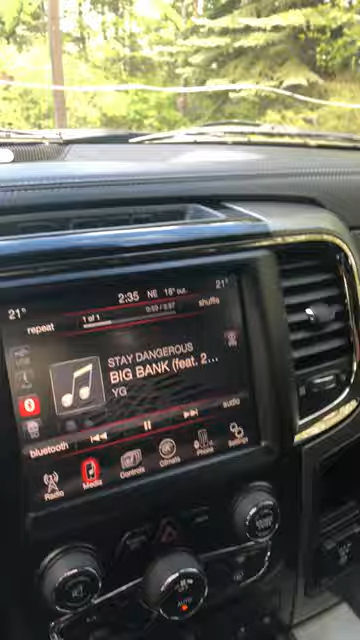 21° 2:35 NE 18° out. 21°
repeat 1 of 1 shuffle
STAY DANGEROUS
BIG BANK (feat. 2...
YG
bluetooth audio
Radio Media Controls Climate Phone Settings
AUTO